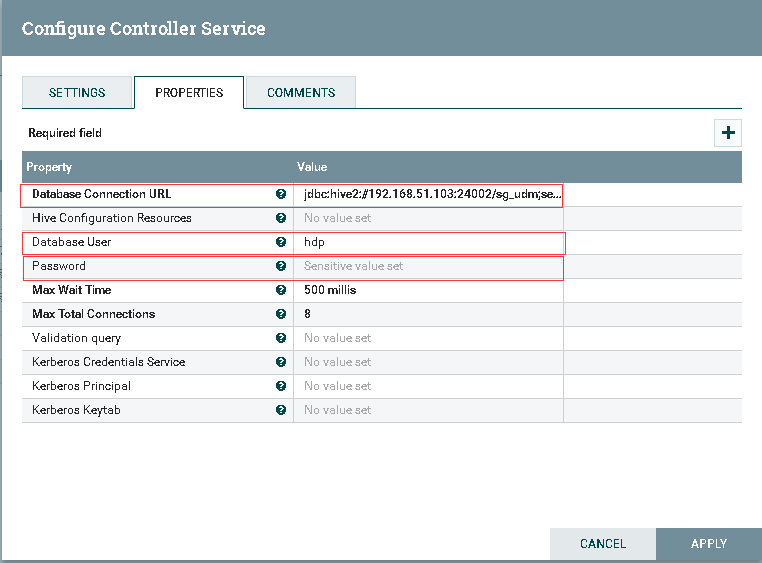 Configure Controller Service
SETTINGS PROPERTIES COMMENTS
Required field
Property Value
Database Connection URL jdbc:hive2://192.168.51.103:24002/sg_udm;se...
Hive Configuration Resources No value set
Database User hdp
Password Sensitive value set
Max Wait Time 500 millis
Max Total Connections 8
Validation query No value set
Kerberos Credentials Service No value set
Kerberos Principal No value set
Kerberos Keytab No value set
CANCEL APPLY